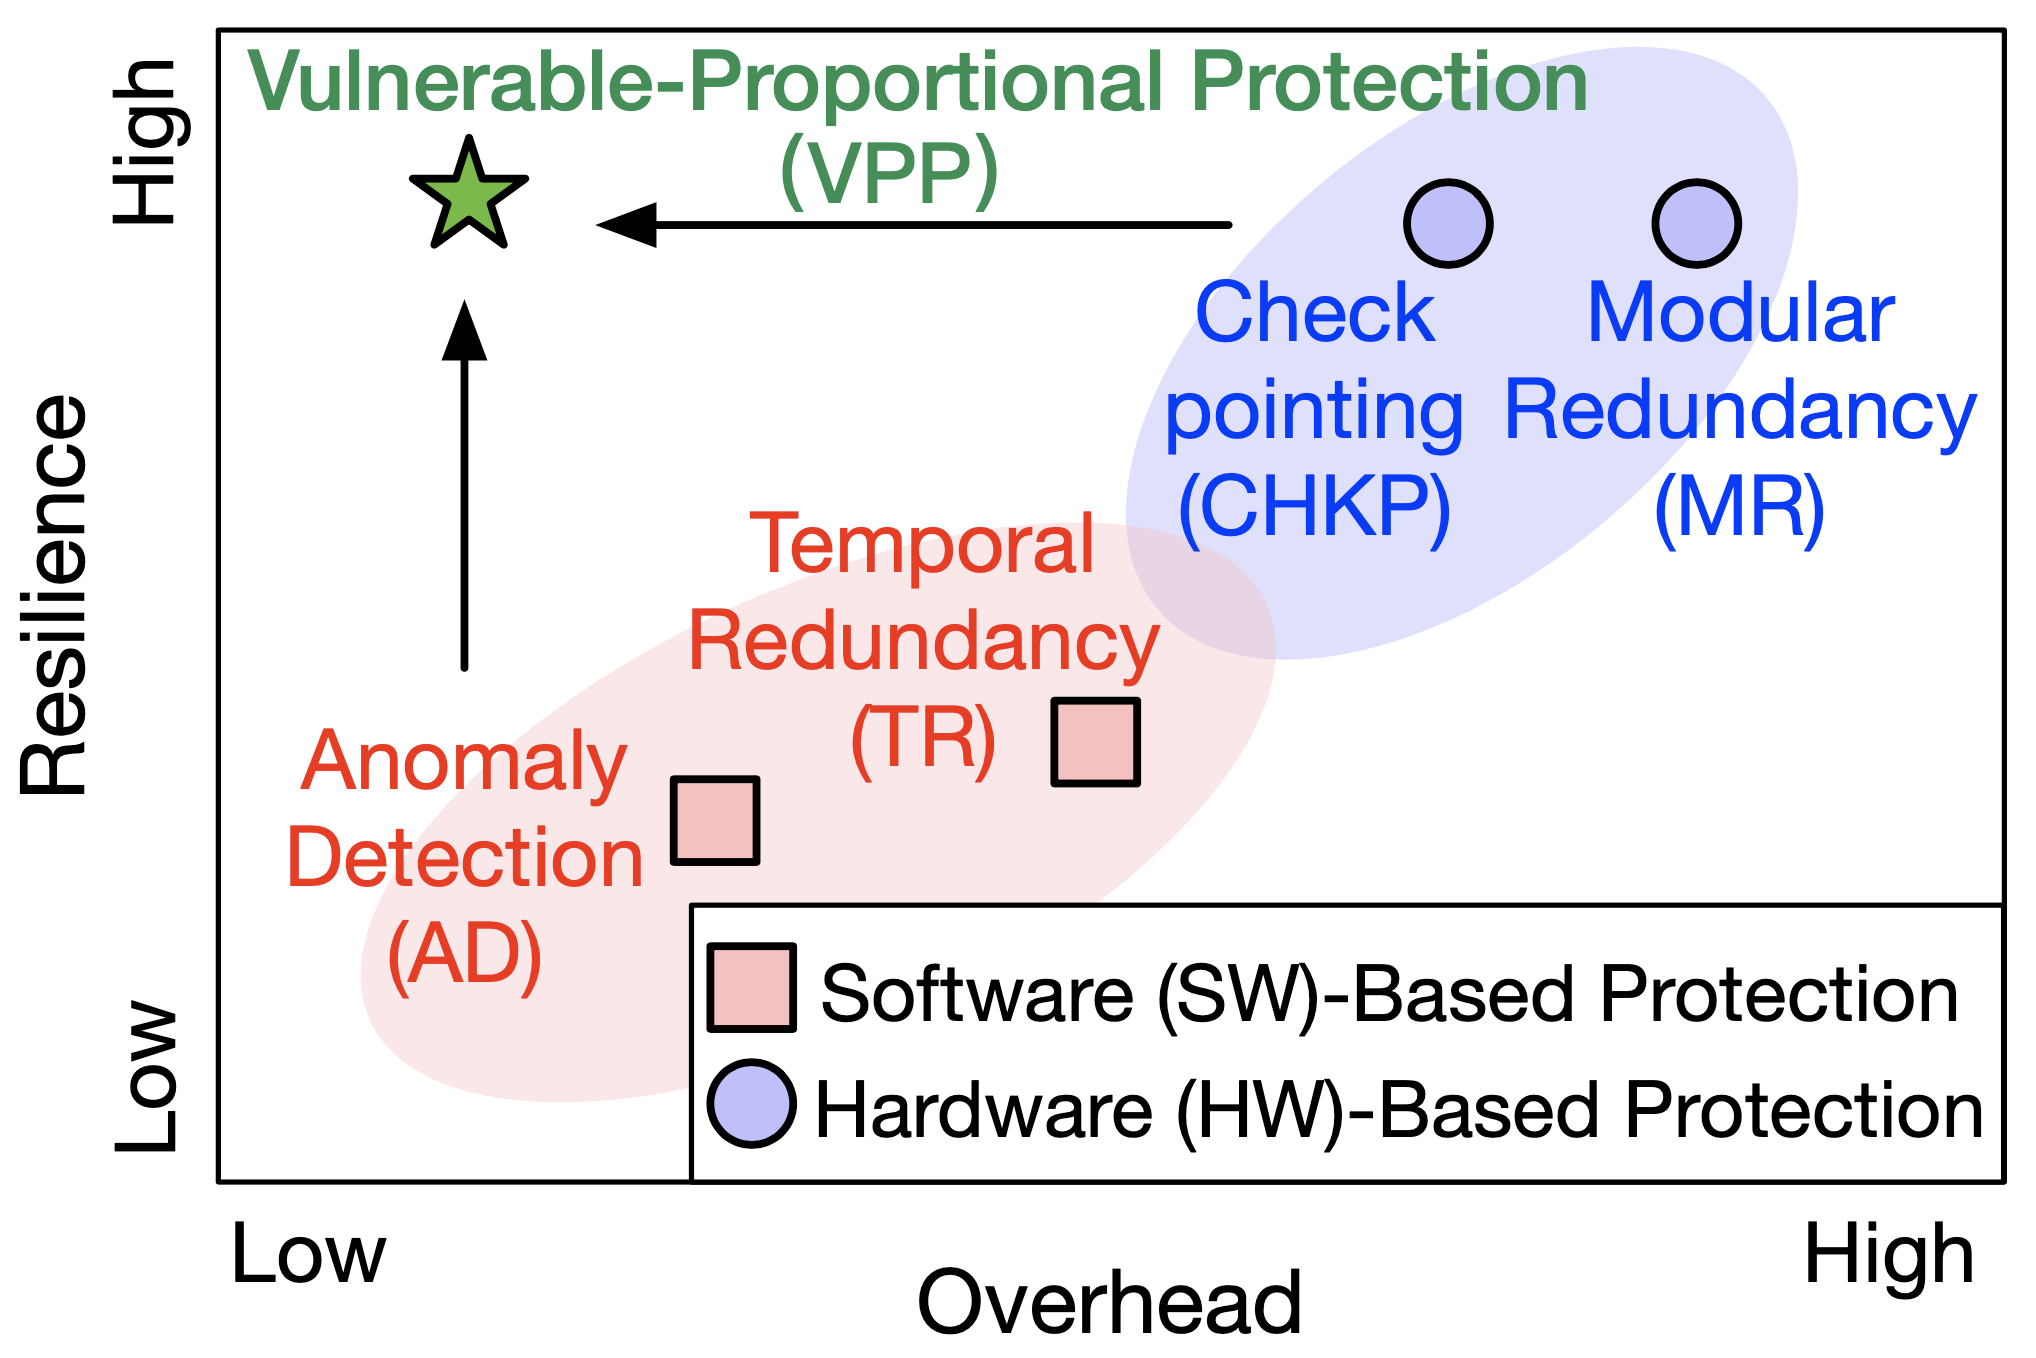 High
Resilience
Low
Vulnerable-Proportional Protection
(VPP)
Check
pointing
(CHKP)
Modular
Redundancy
(MR)
Temporal
Redundancy
(TR)
Anomaly
Detection
(AD)
Software (SW)-Based Protection
Hardware (HW)-Based Protection
Low
Overhead
High